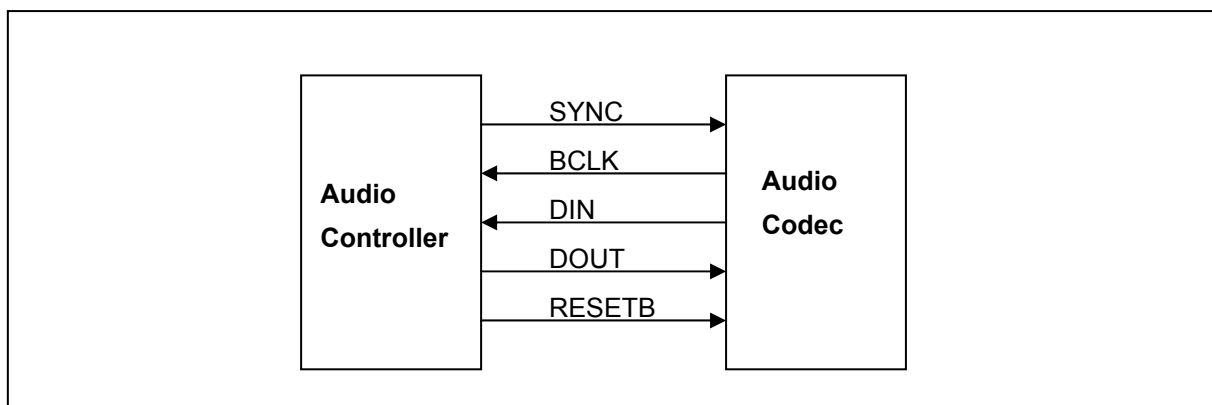 Audio
Controller
SYNC
BCLK
DIN
DOUT
RESETB
Audio
Codec